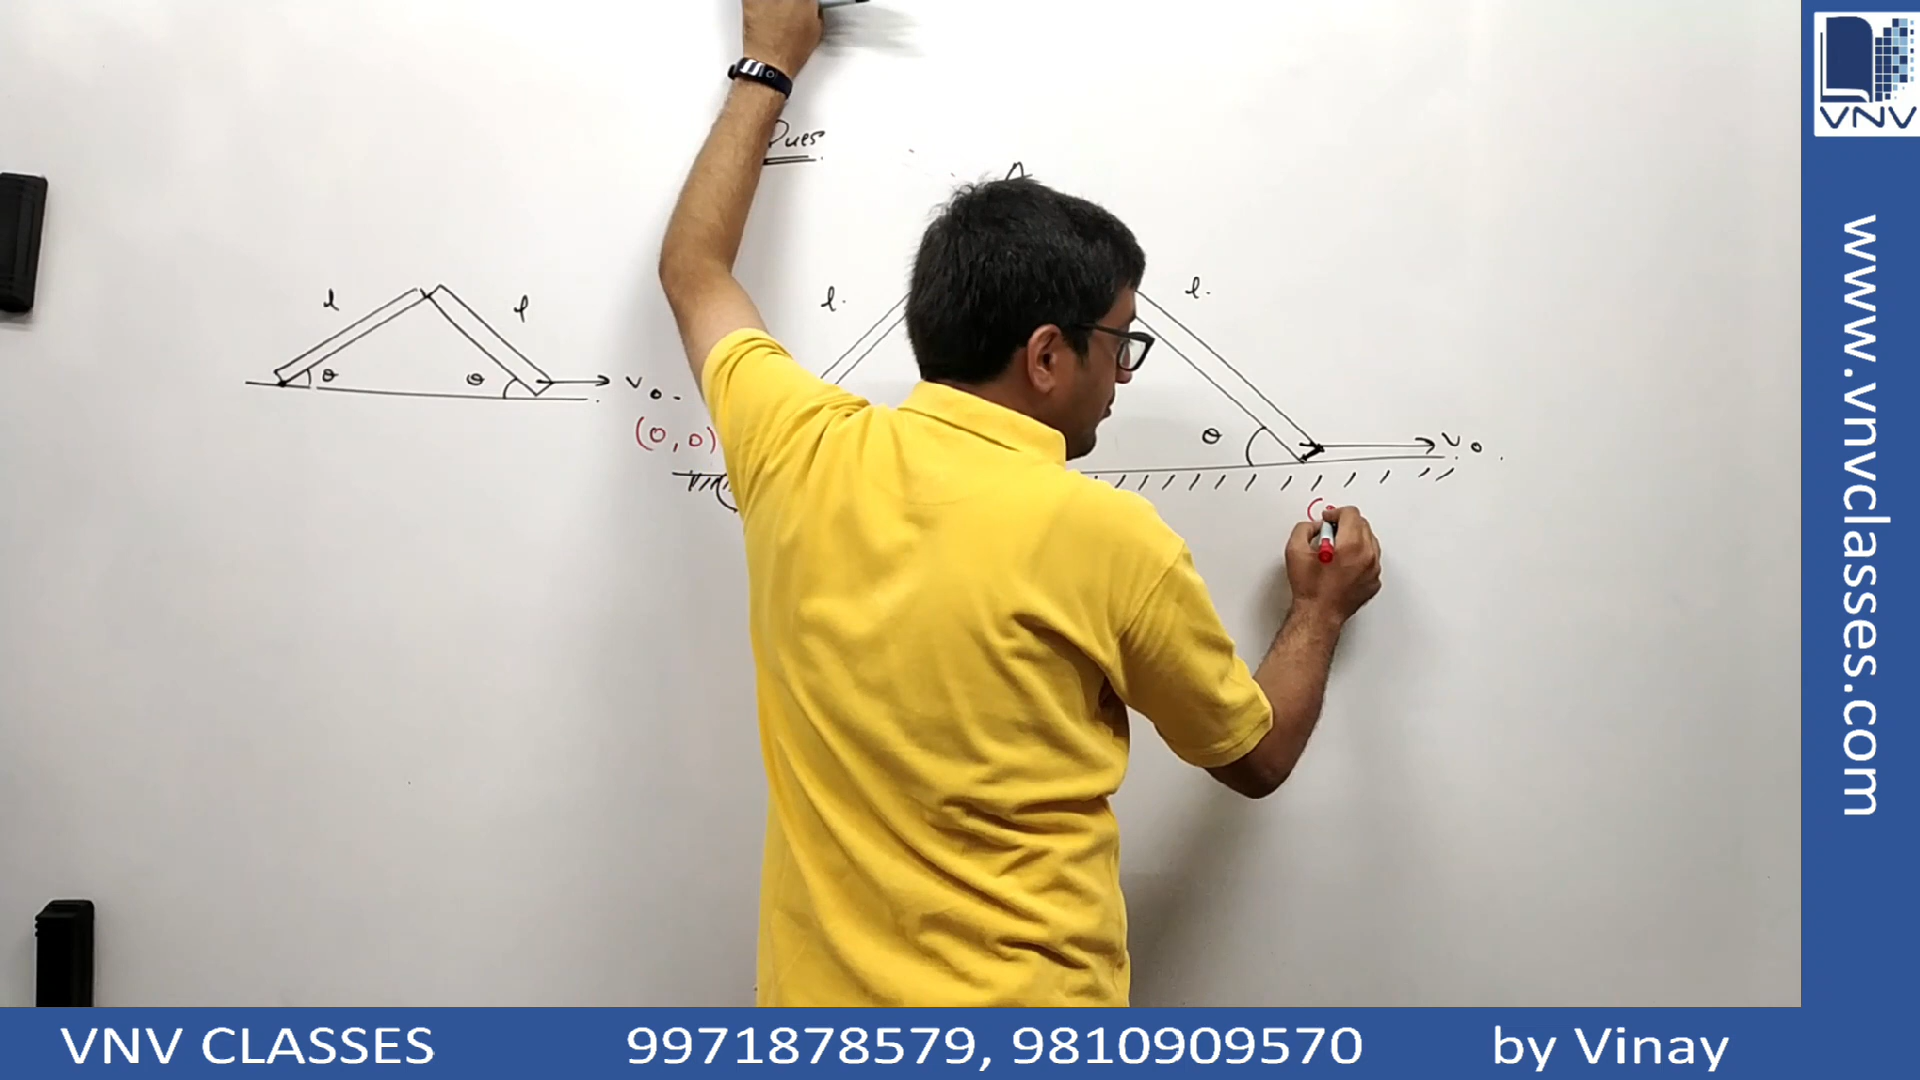 VNV
www.vnvclasses.com
Ques
A
l
l
θ
θ
v₀.
(0,0)
l.
l.
θ
v₀.
VNV CLASSES
9971878579, 9810909570
by Vinay